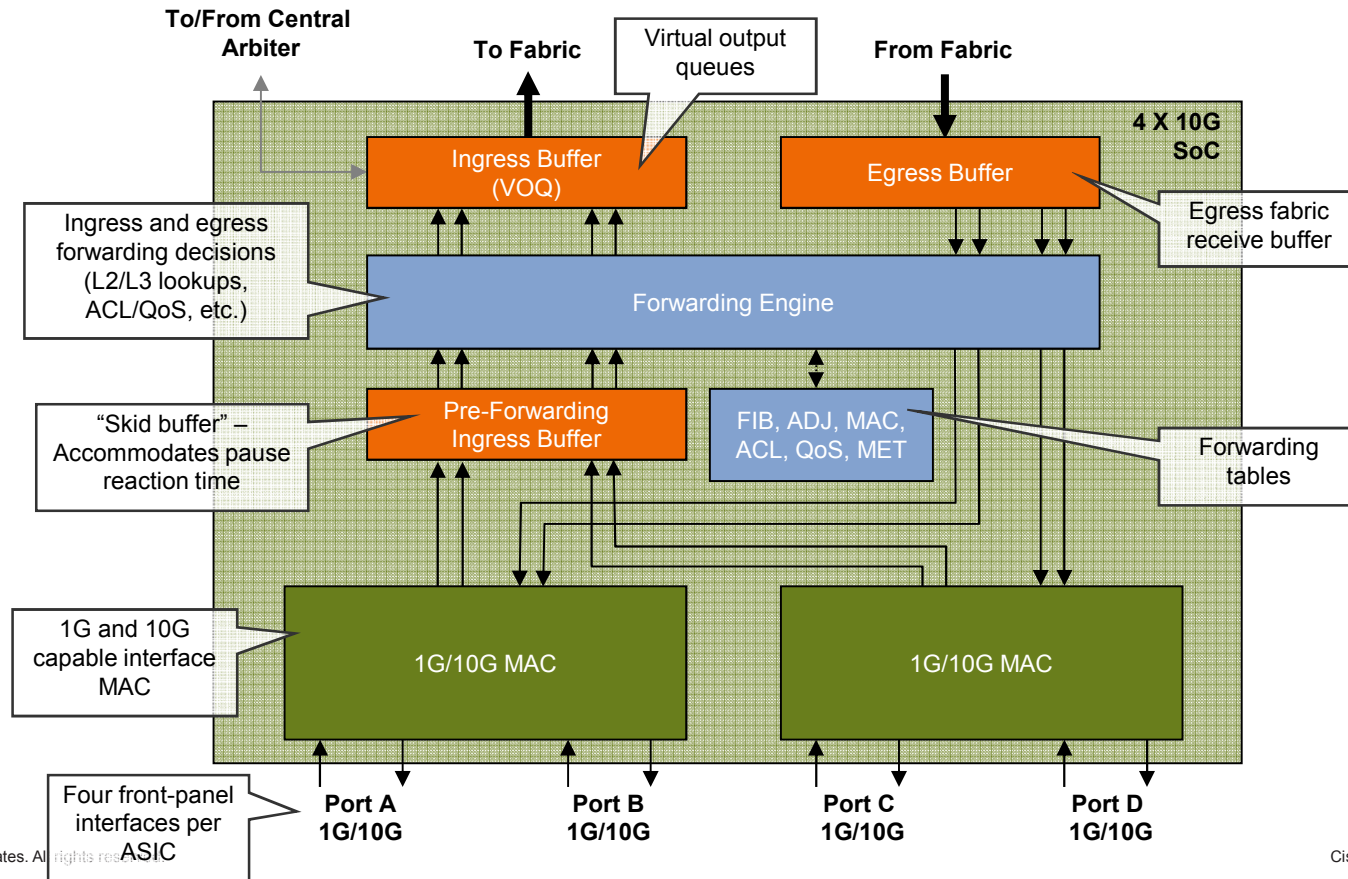 To/From Central
Arbiter
To Fabric
Virtual output
queues
From Fabric
4 X 10G
SoC
Ingress Buffer
(VOQ)
Egress Buffer
Ingress and egress
forwarding decisions
(L2/L3 lookups,
ACL/QoS, etc.)
Egress fabric
receive buffer
Forwarding Engine
“Skid buffer” –
Accommodates pause
reaction time
Pre-Forwarding
Ingress Buffer
FIB, ADJ, MAC,
ACL, QoS, MET
Forwarding
tables
1G and 10G
capable interface
MAC
1G/10G MAC
1G/10G MAC
Four front-panel
interfaces per
ASIC
Port A
1G/10G
Port B
1G/10G
Port C
1G/10G
Port D
1G/10G
rights
Cis